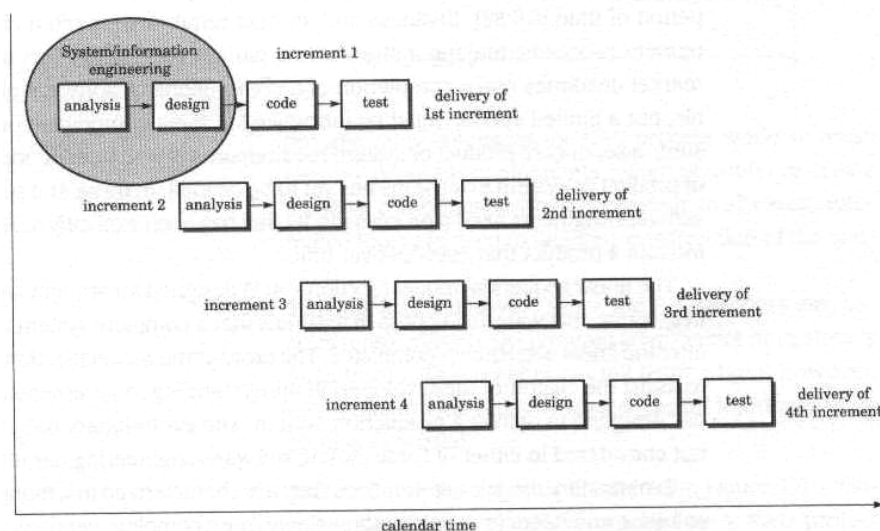 System/information
engineering
increment 1
analysis
design
code
test
delivery of
1st increment
increment 2
analysis
design
code
test
delivery of
2nd increment
increment 3
analysis
design
code
test
delivery of
3rd increment
increment 4
analysis
design
code
test
delivery of
4th increment
calendar time